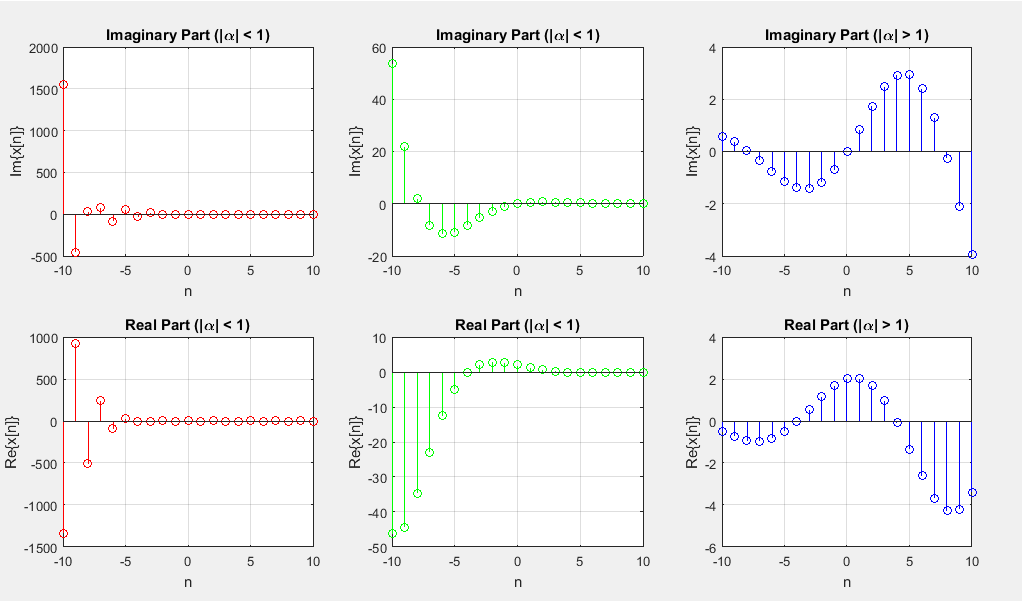 Imaginary Part (|α| < 1)
2000
1500
1000
500
0
-500
Im{x[n]}
-10 -5 0 5 10
n
Imaginary Part (|α| < 1)
60
40
20
0
-20
Im{x[n]}
-10 -5 0 5 10
n
Imaginary Part (|α| > 1)
4
2
0
-2
-4
Im{x[n]}
-10 -5 0 5 10
n
Real Part (|α| < 1)
1000
500
0
-500
-1000
-1500
Re{x[n]}
-10 -5 0 5 10
n
Real Part (|α| < 1)
10
0
-10
-20
-30
-40
-50
Re{x[n]}
-10 -5 0 5 10
n
Real Part (|α| > 1)
4
2
0
-2
-4
-6
Re{x[n]}
-10 -5 0 5 10
n